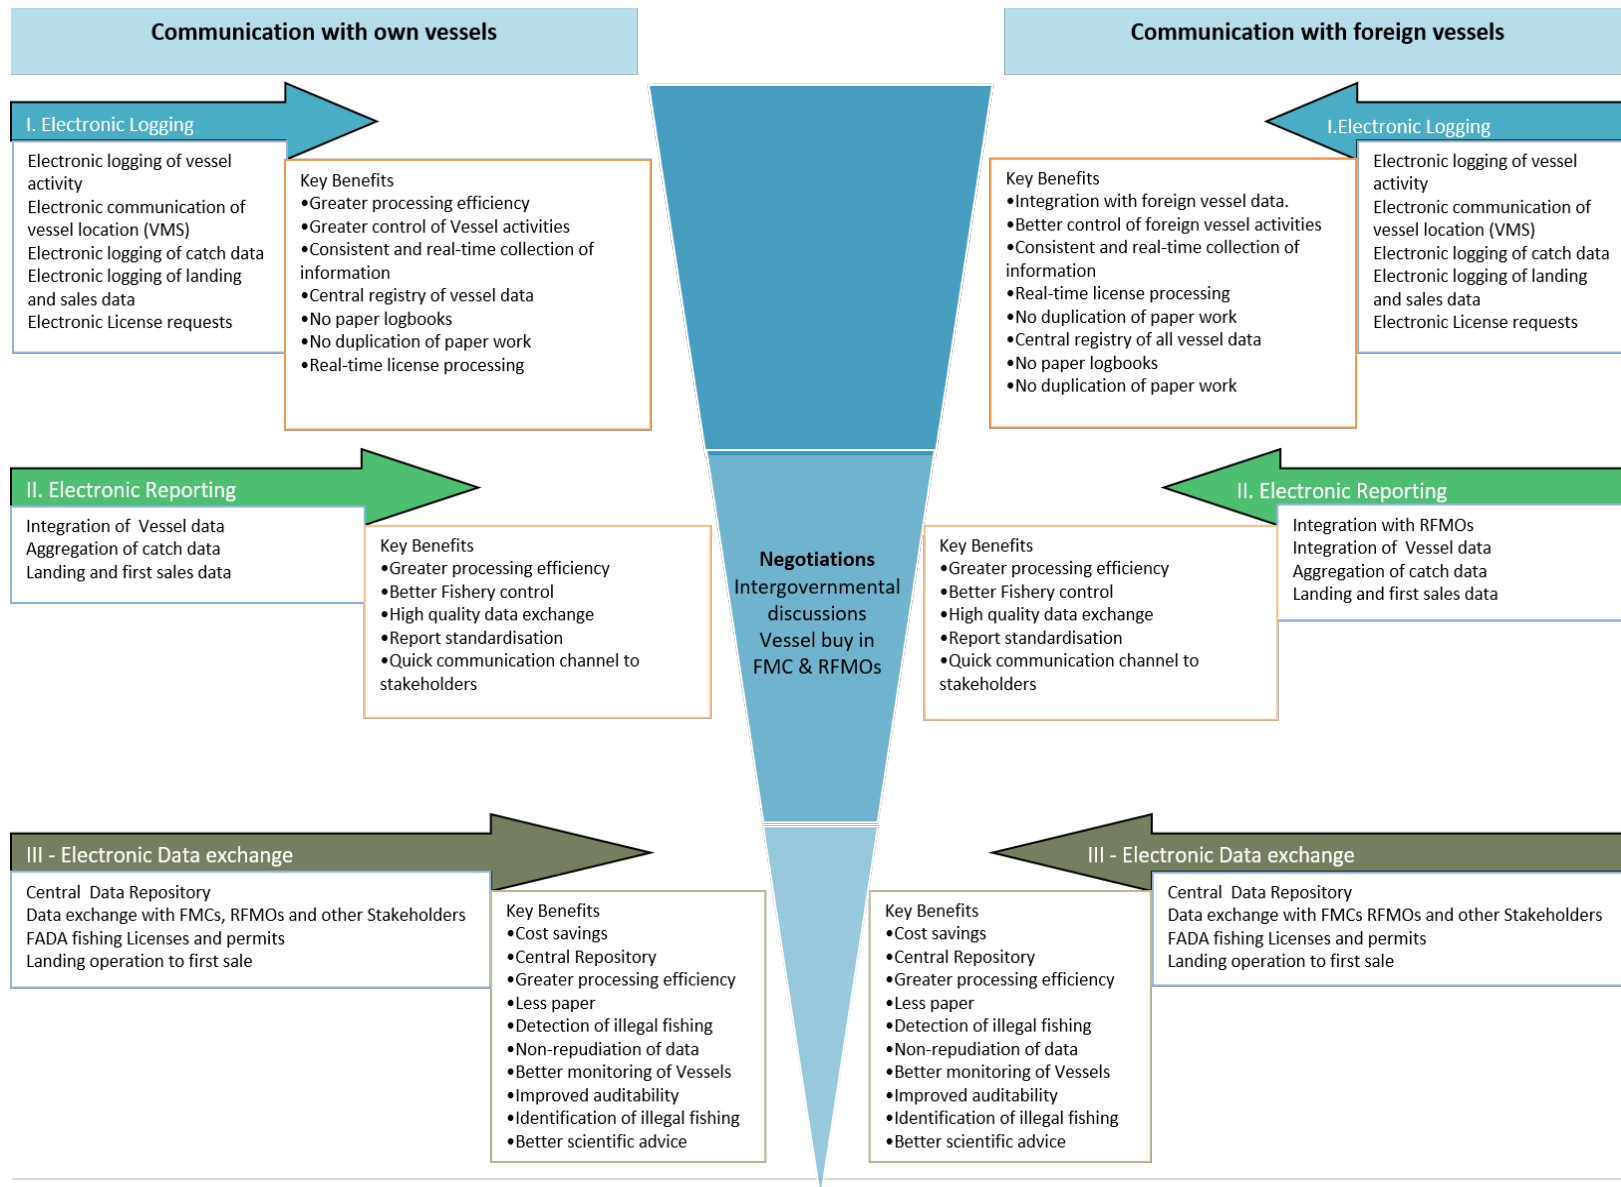 Communication with own vessels
Communication with foreign vessels
I. Electronic Logging
Electronic logging of vessel
activity
Electronic communication of
vessel location (VMS)
Electronic logging of catch data
Electronic logging of landing
and sales data
Electronic License requests
Key Benefits
•Greater processing efficiency
•Greater control of Vessel activities
•Consistent and real-time collection of
information
•Central registry of vessel data
•No paper logbooks
•No duplication of paper work
•Real-time license processing
I.Electronic Logging
Key Benefits
•Integration with foreign vessel data.
•Better control of foreign vessel activities
•Consistent and real-time collection of
information
•Real-time license processing
•No duplication of paper work
•Central registry of all vessel data
•No paper logbooks
•No duplication of paper work
Electronic logging of vessel
activity
Electronic communication of
vessel location (VMS)
Electronic logging of catch data
Electronic logging of landing
and sales data
Electronic License requests
II. Electronic Reporting
Integration of Vessel data
Aggregation of catch data
Landing and first sales data
Key Benefits
•Greater processing efficiency
•Better Fishery control
•High quality data exchange
•Report standardisation
•Quick communication channel to
stakeholders
Negotiations
Intergovernmental
discussions
Vessel buy in
FMC & RFMOs
II. Electronic Reporting
Key Benefits
•Greater processing efficiency
•Better Fishery control
•High quality data exchange
•Report standardisation
•Quick communication channel to
stakeholders
Integration with RFMOs
Integration of Vessel data
Aggregation of catch data
Landing and first sales data
III - Electronic Data exchange
Central Data Repository
Data exchange with FMCs, RFMOs and other Stakeholders
FADA fishing Licenses and permits
Landing operation to first sale
Key Benefits
•Cost savings
•Central Repository
•Greater processing efficiency
•Less paper
•Detection of illegal fishing
•Non-repudiation of data
•Better monitoring of Vessels
•Improved auditability
•Identification of illegal fishing
•Better scientific advice
III - Electronic Data exchange
Key Benefits
•Cost savings
•Central Repository
•Greater processing efficiency
•Less paper
•Detection of illegal fishing
•Non-repudiation of data
•Better monitoring of Vessels
•Improved auditability
•Identification of illegal fishing
•Better scientific advice
Central Data Repository
Data exchange with FMCs RFMOs and other Stakeholders
FADA fishing Licenses and permits
Landing operation to first sale